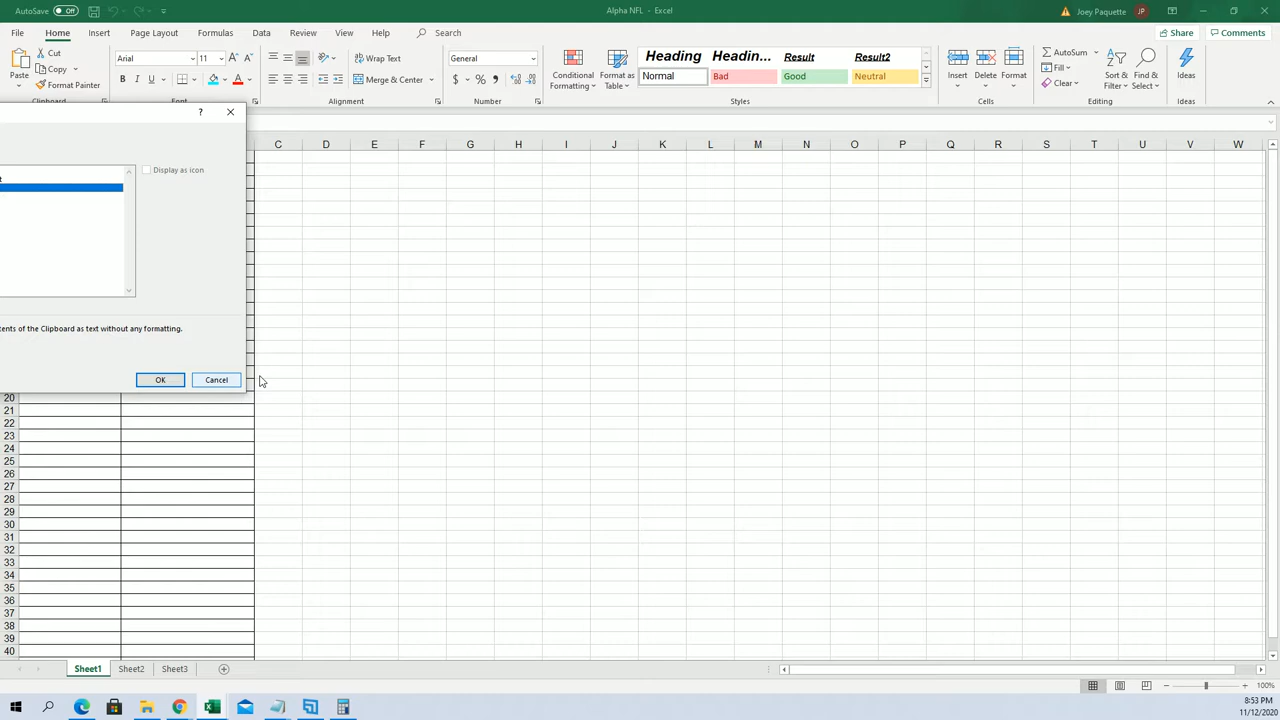 AutoSave Off
Alpha NFL - Excel
Joey Paquette JP
File Home Insert Page Layout Formulas Data Review View Help Search Share Comments
Cut
Copy
Format Painter
Paste
Clipboard
Arial 11
B I U
A
Font
Wrap Text
Merge & Center
Alignment
General
$ % ,
Number
Conditional
Formatting
Format as
Table
Heading Headin... Result Result2
Normal Bad Good Neutral
Styles
Insert Delete Format
Cells
AutoSum
Fill
Clear
Sort &
Filter
Find &
Select
Editing
Ideas
Ideas
?
C D E F G H I J K L M N O P Q R S T U V W
Display as icon
t
tents of the Clipboard as text without any formatting.
OK Cancel
20
21
22
23
24
25
26
27
28
29
30
31
32
33
34
35
36
37
38
39
40
Sheet1 Sheet2 Sheet3
100%
8:53 PM
11/12/2020